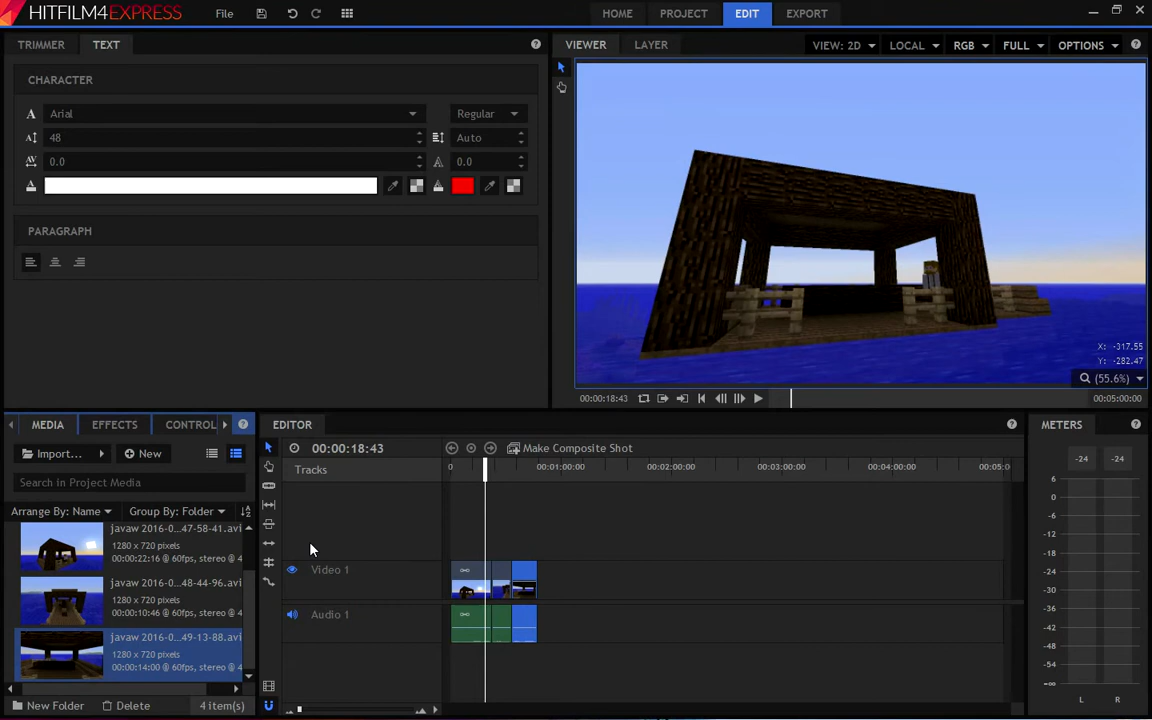 HITFILM4EXPRESS File HOME PROJECT EDIT EXPORT
TRIMMER TEXT VIEWER LAYER VIEW: 2D LOCAL RGB FULL OPTIONS
CHARACTER
Arial Regular
48 Auto
0.0 0.0
PARAGRAPH
X: -317.55
Y: -282.47
(55.6%)
00:00:18:43 00:05:00:00
MEDIA EFFECTS CONTROL EDITOR METERS
Import... New 00:00:18:43 Make Composite Shot -24 -24
Search in Project Media Tracks 0 00:01:00:00 00:02:00:00 00:03:00:00 00:04:00:00 00:05:0
Arrange By: Name Group By: Folder
javaw 2016-0...47-58-41.avi
1280 x 720 pixels
00:00:22:16 @ 60fps, stereo @ 4
javaw 2016-0...48-44-96.avi
1280 x 720 pixels
00:00:10:46 @ 60fps, stereo @ 4
javaw 2016-0...49-13-88.avi
1280 x 720 pixels
00:00:14:00 @ 60fps, stereo @ 4
Video 1
Audio 1
6
0
-6
-12
-18
-24
-30
-36
-42
-48
-54
-∞
L R
New Folder Delete 4 item(s)